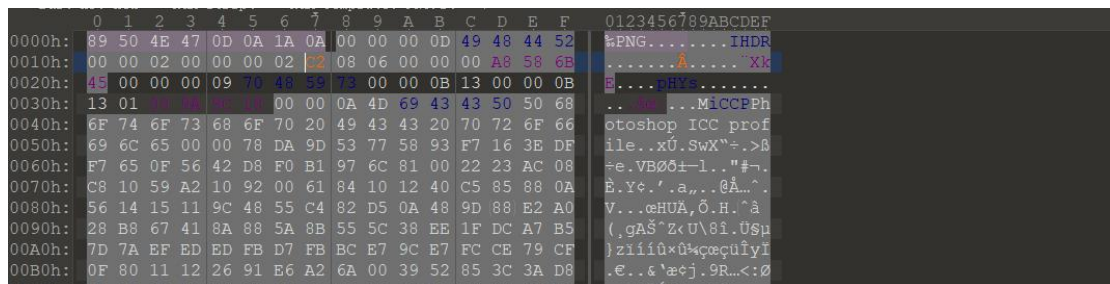 0 1 2 3 4 5 6 7 8 9 A B C D E F 0123456789ABCDEF
0000h: 89 50 4E 47 0D 0A 1A 0A 00 00 00 0D 49 48 44 52 ‰PNG........IHDR
0010h: 00 00 02 00 00 00 02 C2 08 06 00 00 00 A8 58 6B .......Â.....¨Xk
0020h: 45 00 00 00 09 70 48 59 73 00 00 0B 13 00 00 0B E....pHYs.......
0030h: 13 01 00 9A 9C 18 00 00 0A 4D 69 43 43 50 50 68 ..šœ....MiCCPPh
0040h: 6F 74 6F 73 68 6F 70 20 49 43 43 20 70 72 6F 66 otoshop ICC prof
0050h: 69 6C 65 00 00 78 DA 9D 53 77 58 93 F7 16 3E DF ile..xÚ.SwX“÷.>ß
0060h: F7 65 0F 56 42 D8 F0 B1 97 6C 81 00 22 23 AC 08 ÷e.VBØð±—l.."#¬.
0070h: C8 10 59 A2 10 92 00 61 84 10 12 40 C5 85 88 0A È.Y¢.’.a„..@Å…ˆ.
0080h: 56 14 15 11 9C 48 55 C4 82 D5 0A 48 9D 88 E2 A0 V...œHUÄ‚Õ.H.ˆâ
0090h: 28 B8 67 41 8A 88 5A 8B 55 5C 38 EE 1F DC A7 B5 (¸gAŠˆZ‹U\8î.Ü§µ
00A0h: 7D 7A EF ED ED FB D7 FB BC E7 9C E7 FC CE 79 CF }zïííû×û¼çœçüÎyÏ
00B0h: 0F 80 11 12 26 91 E6 A2 6A 00 39 52 85 3C 3A D8 .€..&‘æ¢j.9R…<:Ø